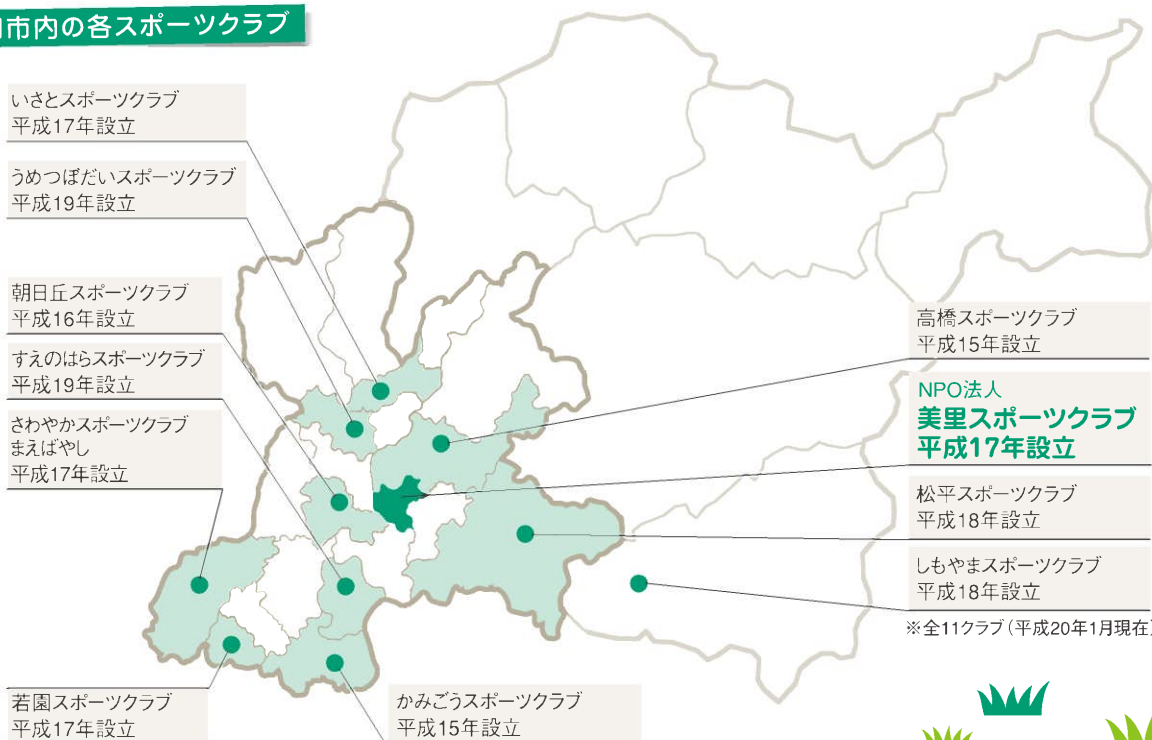 市内の各スポーツクラブ
いさとスポーツクラブ
平成17年設立
うめつぼだいスポーツクラブ
平成19年設立
朝日丘スポーツクラブ
平成16年設立
すえのはらスポーツクラブ
平成19年設立
さわやかスポーツクラブ
まえばやし
平成17年設立
若園スポーツクラブ
平成17年設立
かみごうスポーツクラブ
平成15年設立
高橋スポーツクラブ
平成15年設立
NPO法人
美里スポーツクラブ
平成17年設立
松平スポーツクラブ
平成18年設立
しもやまスポーツクラブ
平成18年設立
※全11クラブ（平成20年1月現在）